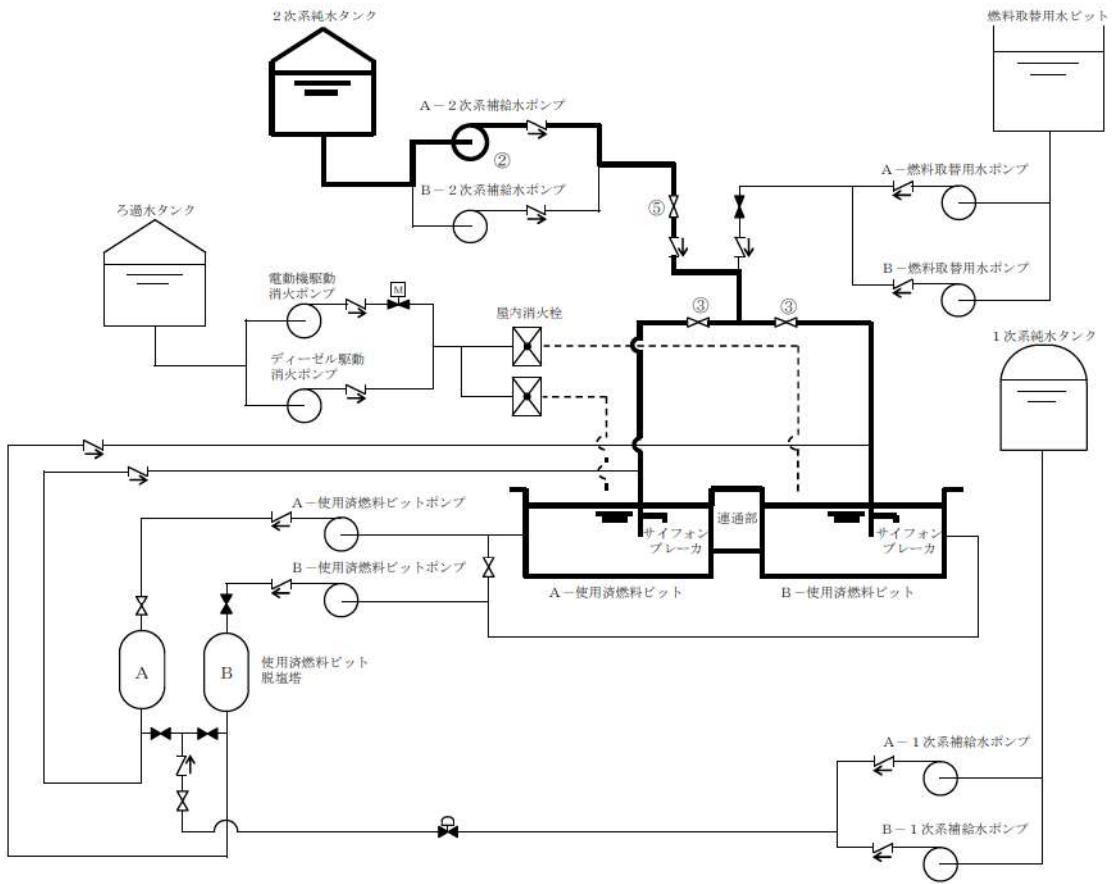 2次系純水タンク
燃料取替用水ピット
A-2次系補給水ポンプ
②
B-2次系補給水ポンプ
A-燃料取替用水ポンプ
⑤
ろ過水タンク
B-燃料取替用水ポンプ
電動機駆動
消火ポンプ
M
屋内消火栓
③
③
1次系純水タンク
ディーゼル駆動
消火ポンプ
A-使用済燃料ピットポンプ
連通部
サイフォン
ブレーカ
サイフォン
ブレーカ
B-使用済燃料ピットポンプ
A-使用済燃料ピット
B-使用済燃料ピット
A
B
使用済燃料ピット
脱塩塔
A-1次系補給水ポンプ
B-1次系補給水ポンプ